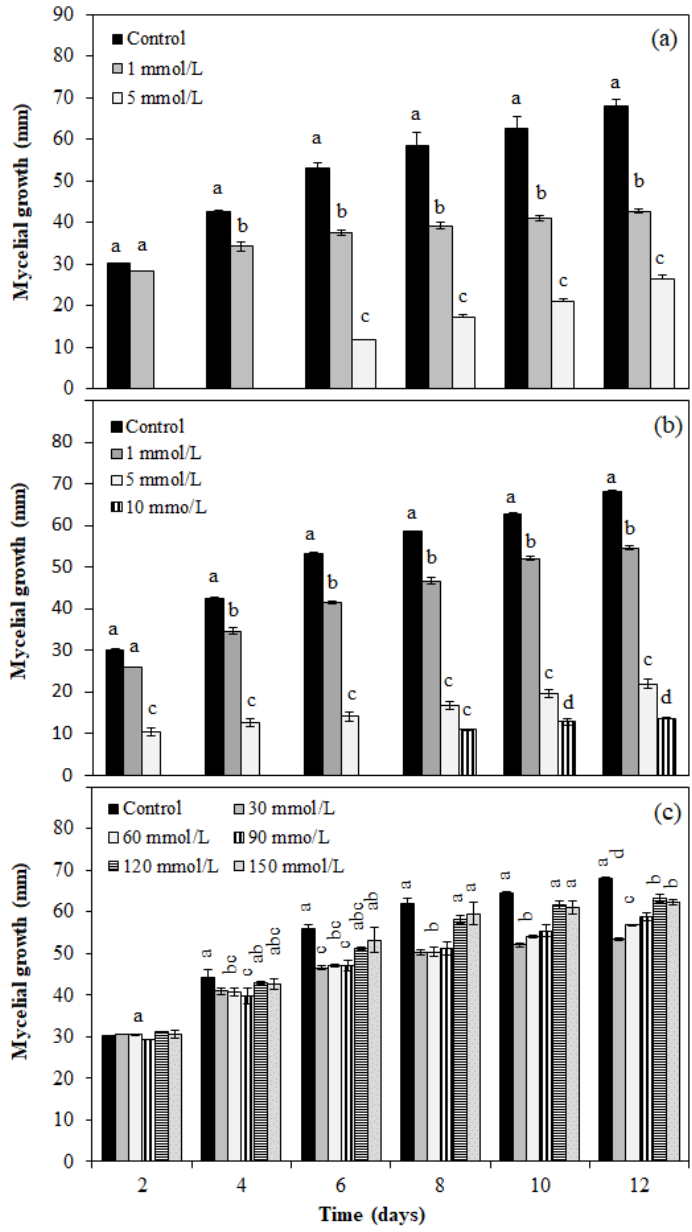 Mycelial growth (mm)
90
80
70
60
50
40
30
20
10
0
(a)
Control
1 mmol/L
5 mmol/L
a a
a b
a b c
a b c
a b c
a b c
Mycelial growth (mm)
80
70
60
50
40
30
20
10
0
(b)
Control
1 mmol/L
5 mmol/L
10 mmo/L
a a c
a b c
a b c
a b c c
a b c d
a b c d
Mycelial growth (mm)
80
70
60
50
40
30
20
10
0
(c)
Control 30 mmol/L
60 mmol/L 90 mmo/L
120 mmol/L 150 mmol/L
a
a bc c ab abc
a c bc c abc ab
a b a a
a b a a
a d c b b
2 4 6 8 10 12
Time (days)